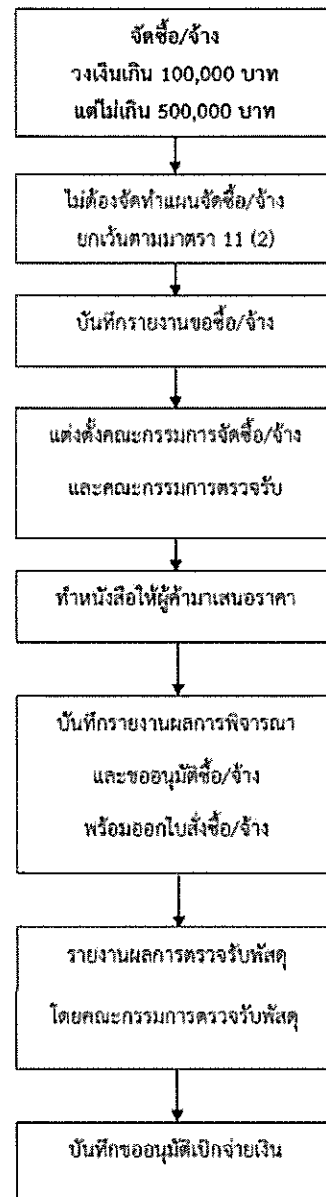 จัดซื้อ/จ้าง
วงเงินเกิน 100,000 บาท
แต่ไม่เกิน 500,000 บาท
ไม่ต้องจัดทำแผนจัดซื้อ/จ้าง
ยกเว้นตามมาตรา 11 (2)
บันทึกรายงานขอซื้อ/จ้าง
แต่งตั้งคณะกรรมการจัดซื้อ/จ้าง
และคณะกรรมการตรวจรับ
ทำหนังสือให้ผู้ค้ามาเสนอราคา
บันทึกรายงานผลการพิจารณา
และขออนุมัติซื้อ/จ้าง
พร้อมออกใบสั่งซื้อ/จ้าง
รายงานผลการตรวจรับพัสดุ
โดยคณะกรรมการตรวจรับพัสดุ
บันทึกขออนุมัติเบิกจ่ายเงิน